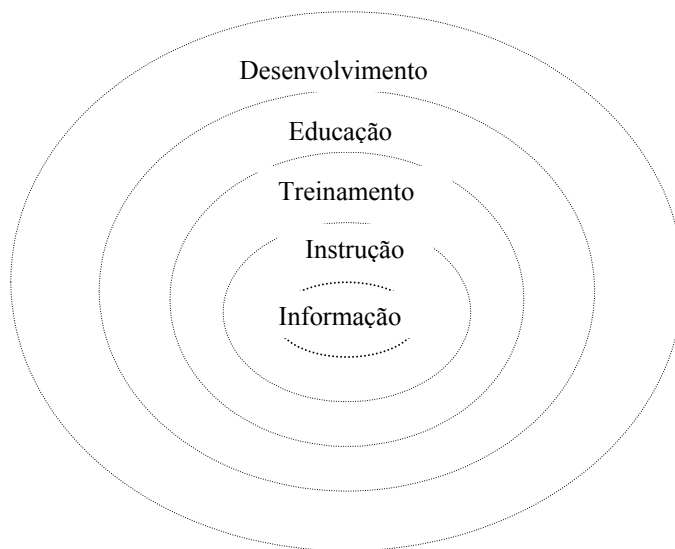 Desenvolvimento
Educação
Treinamento
Instrução
Informação